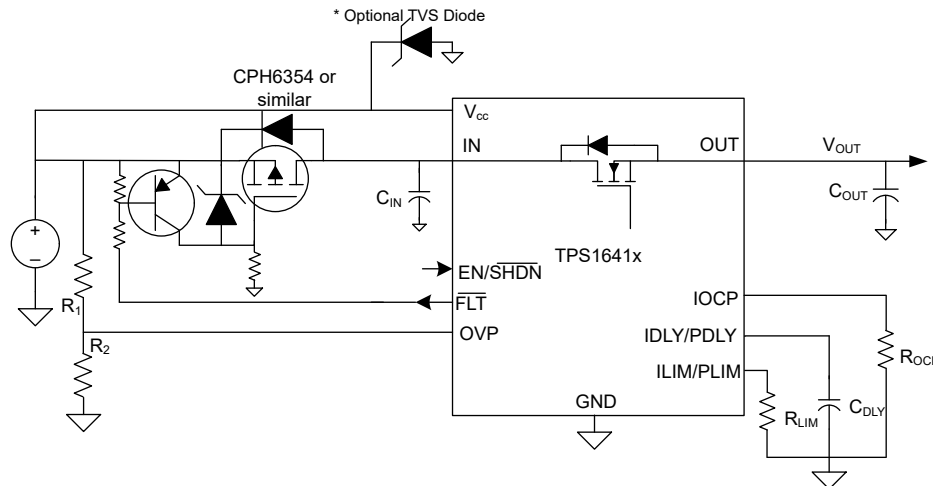 * Optional TVS Diode
CPH6354 or
similar
Vcc
IN
OUT
VOUT
CIN
COUT
TPS1641x
+
–
EN/SHDN
FLT
IOCP
R1
OVP
IDLY/PDLY
R2
ROCP
ILIM/PLIM
GND
RLIM
CDLY